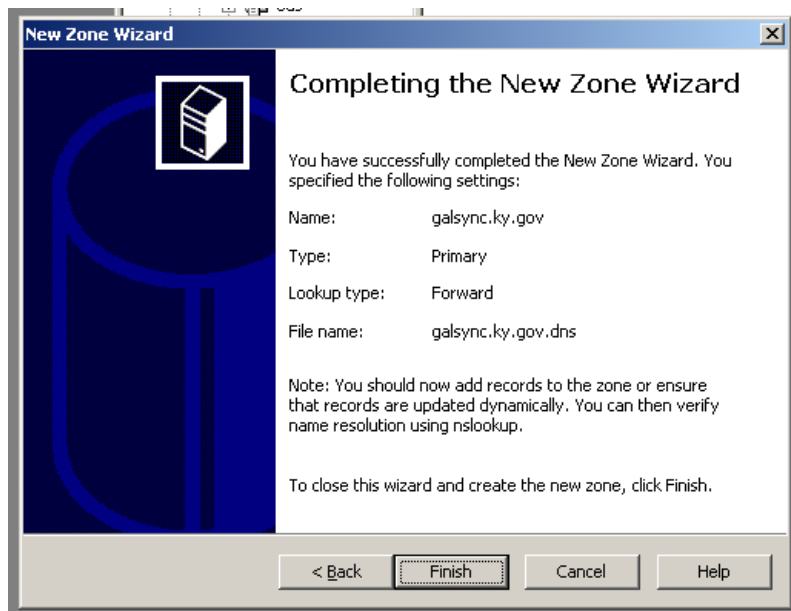 New Zone Wizard
Completing the New Zone Wizard
You have successfully completed the New Zone Wizard. You
specified the following settings:
Name: galsync.ky.gov
Type: Primary
Lookup type: Forward
File name: galsync.ky.gov.dns
Note: You should now add records to the zone or ensure
that records are updated dynamically. You can then verify
name resolution using nslookup.
To close this wizard and create the new zone, click Finish.
< Back Finish Cancel Help